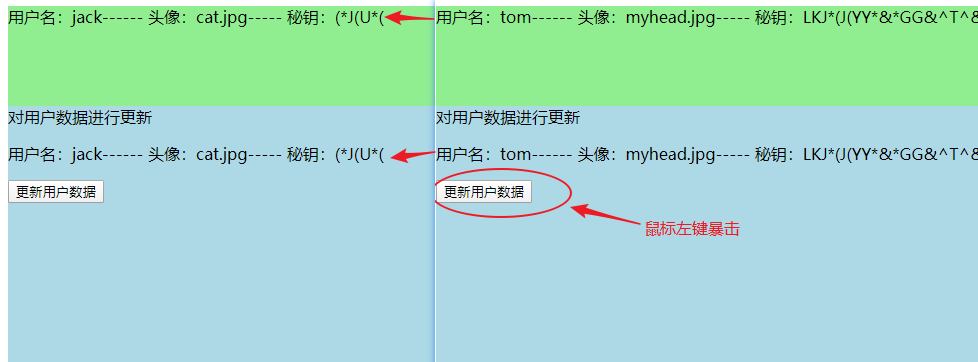 用户名：jack------ 头像：cat.jpg----- 秘钥：(*J(U*(
对用户数据进行更新
用户名：jack------ 头像：cat.jpg----- 秘钥：(*J(U*(
更新用户数据
用户名：tom------ 头像：myhead.jpg----- 秘钥：LKJ*(J(YY*&*GG&^T^&
对用户数据进行更新
用户名：tom------ 头像：myhead.jpg----- 秘钥：LKJ*(J(YY*&*GG&^T^&
更新用户数据
鼠标左键暴击